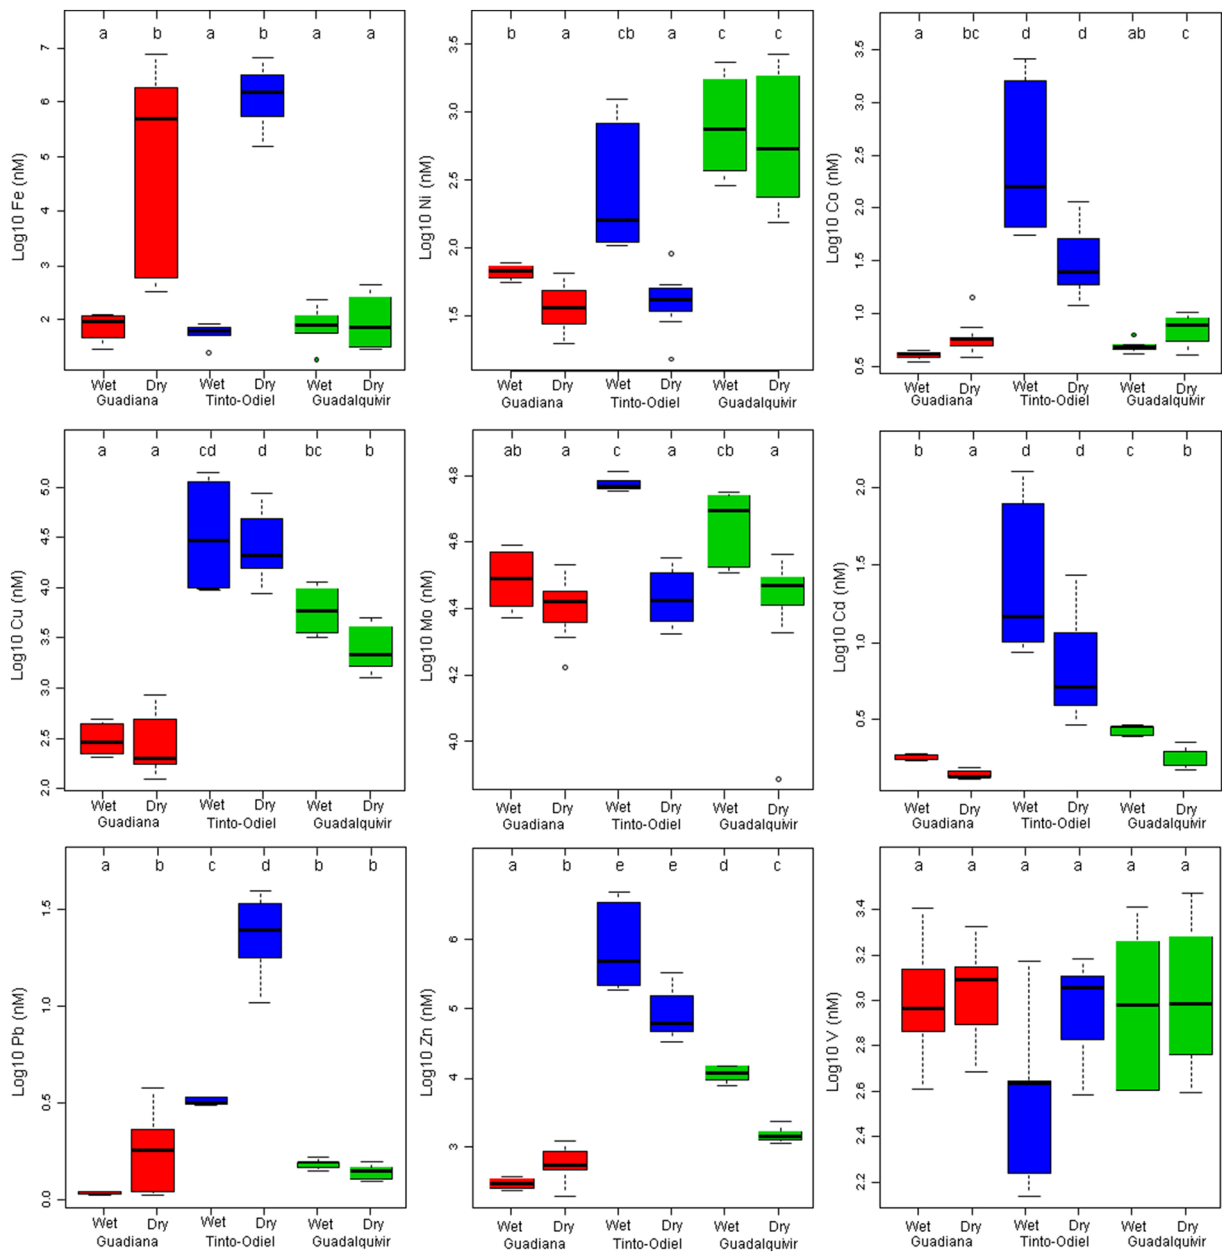 a b a b a a
Log10 Fe (nM)
7
6
5
4
3
2
Wet Dry Wet Dry Wet Dry
Guadiana Tinto-Odiel Guadalquivir
b a cb a c c
Log10 Ni (nM)
3.5
3.0
2.5
2.0
1.5
Wet Dry Wet Dry Wet Dry
Guadiana Tinto-Odiel Guadalquivir
a bc d d ab c
Log10 Co (nM)
3.5
3.0
2.5
2.0
1.5
1.0
0.5
Wet Dry Wet Dry Wet Dry
Guadiana Tinto-Odiel Guadalquivir
a a cd d bc b
Log10 Cu (nM)
5.0
4.5
4.0
3.5
3.0
2.5
2.0
Wet Dry Wet Dry Wet Dry
Guadiana Tinto-Odiel Guadalquivir
ab a c a cb a
Log10 Mo (nM)
4.8
4.6
4.4
4.2
4.0
Wet Dry Wet Dry Wet Dry
Guadiana Tinto-Odiel Guadalquivir
b a d d c b
Log10 Cd (nM)
2.0
1.5
1.0
0.5
Wet Dry Wet Dry Wet Dry
Guadiana Tinto-Odiel Guadalquivir
a b c d b b
Log10 Pb (nM)
1.5
1.0
0.5
0.0
Wet Dry Wet Dry Wet Dry
Guadiana Tinto-Odiel Guadalquivir
a b e e d c
Log10 Zn (nM)
6
5
4
3
Wet Dry Wet Dry Wet Dry
Guadiana Tinto-Odiel Guadalquivir
a a a a a a
Log10 V (nM)
3.4
3.2
3.0
2.8
2.6
2.4
2.2
Wet Dry Wet Dry Wet Dry
Guadiana Tinto-Odiel Guadalquivir